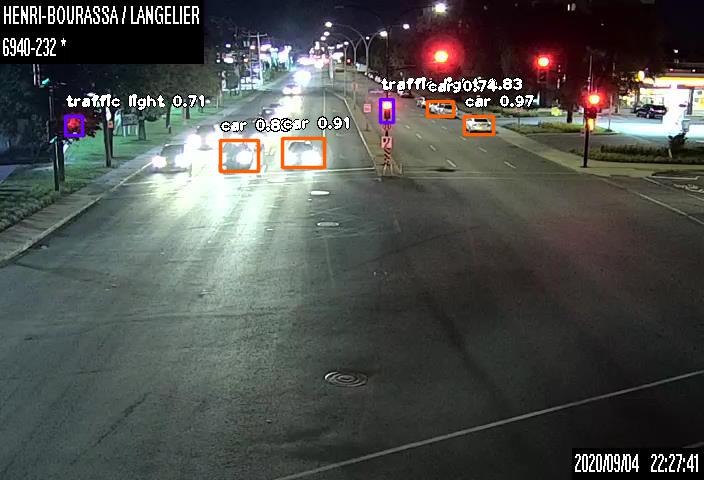 HENRI-BOURASSA / LANGELIER
6940-232 *
traffic light 0.71
car 0.91
car 0.97
2020/09/04 22:27:41